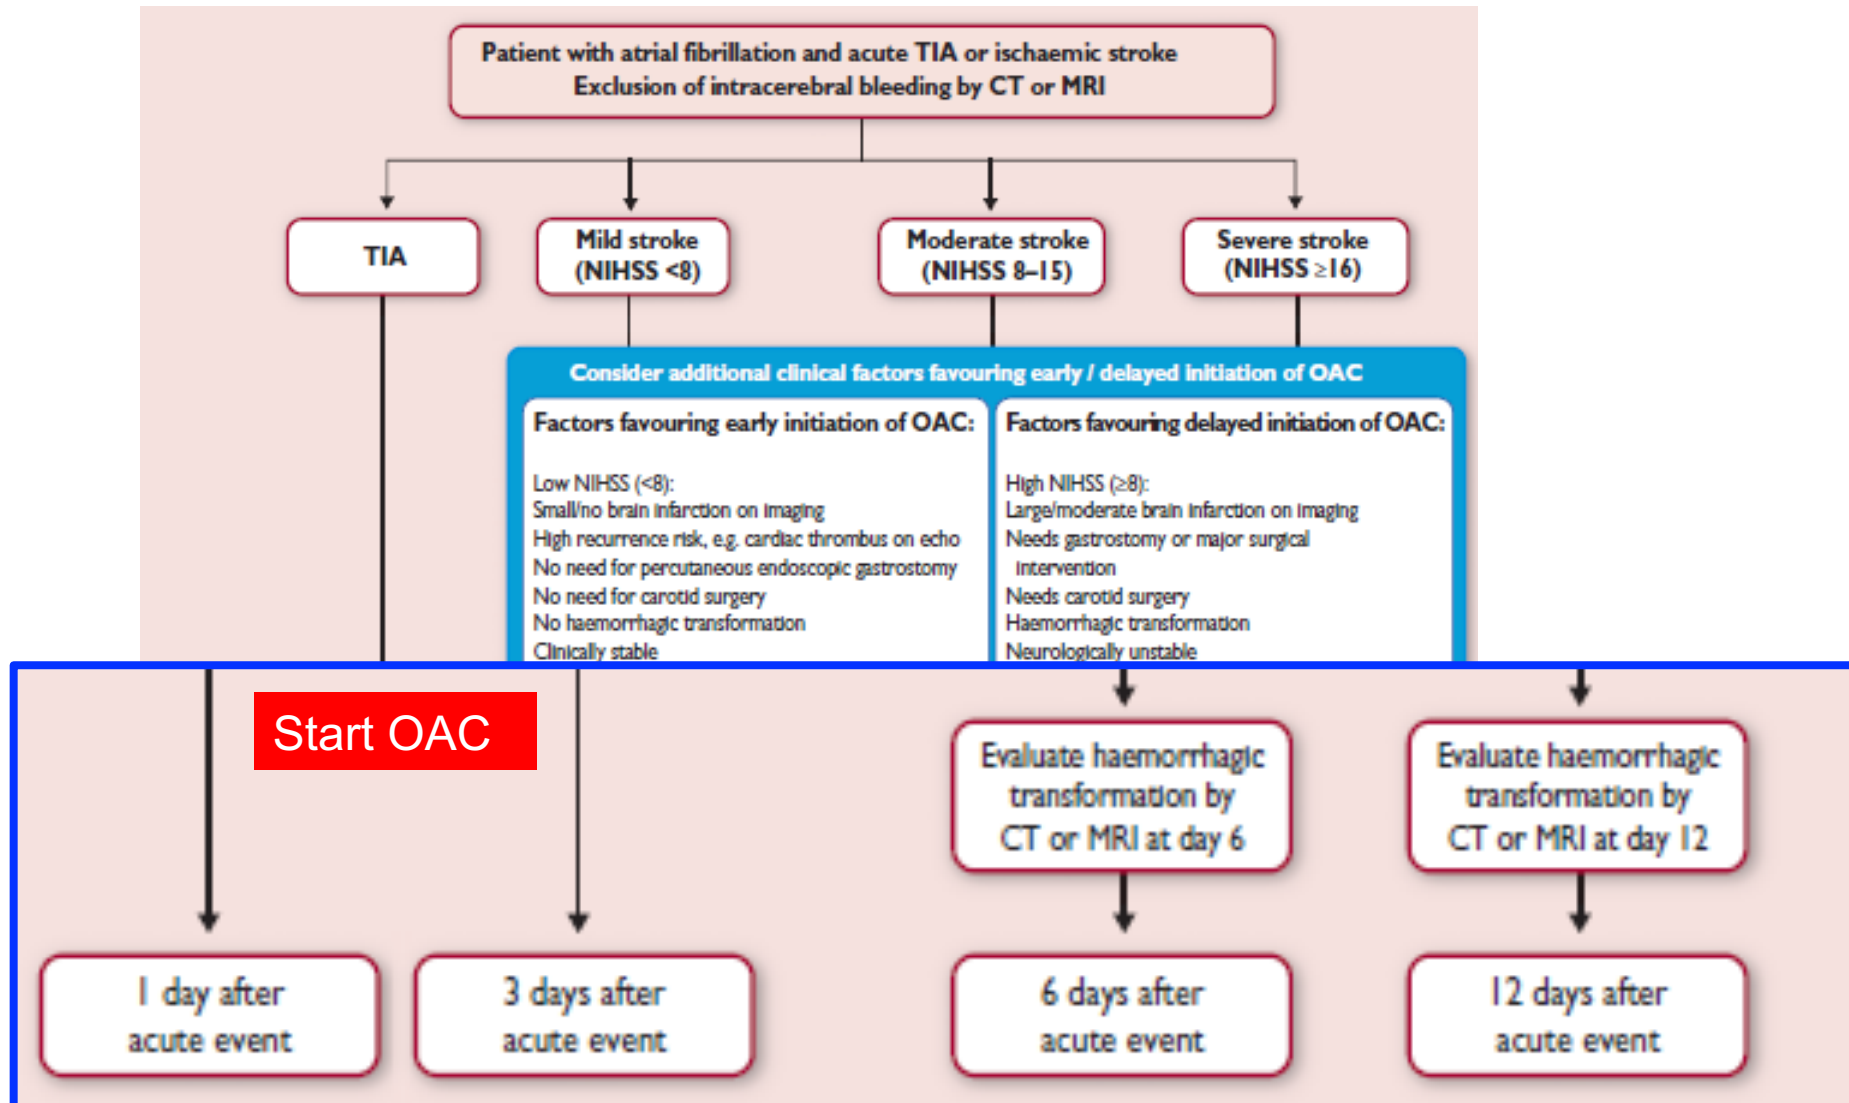 Patient with atrial fibrillation and acute TIA or ischaemic stroke
Exclusion of intracerebral bleeding by CT or MRI
TIA
Mild stroke
(NIHSS <8)
Moderate stroke
(NIHSS 8–15)
Severe stroke
(NIHSS ≥16)
Consider additional clinical factors favouring early / delayed initiation of OAC
Factors favouring early initiation of OAC:
Low NIHSS (<8):
Small/no brain infarction on imaging
High recurrence risk, e.g. cardiac thrombus on echo
No need for percutaneous endoscopic gastrostomy
No need for carotid surgery
No haemorrhagic transformation
Clinically stable
Factors favouring delayed initiation of OAC:
High NIHSS (≥8):
Large/moderate brain infarction on imaging
Needs gastrostomy or major surgical
intervention
Needs carotid surgery
Haemorrhagic transformation
Neurologically unstable
Start OAC
Evaluate haemorrhagic
transformation by
CT or MRI at day 6
Evaluate haemorrhagic
transformation by
CT or MRI at day 12
1 day after
acute event
3 days after
acute event
6 days after
acute event
12 days after
acute event